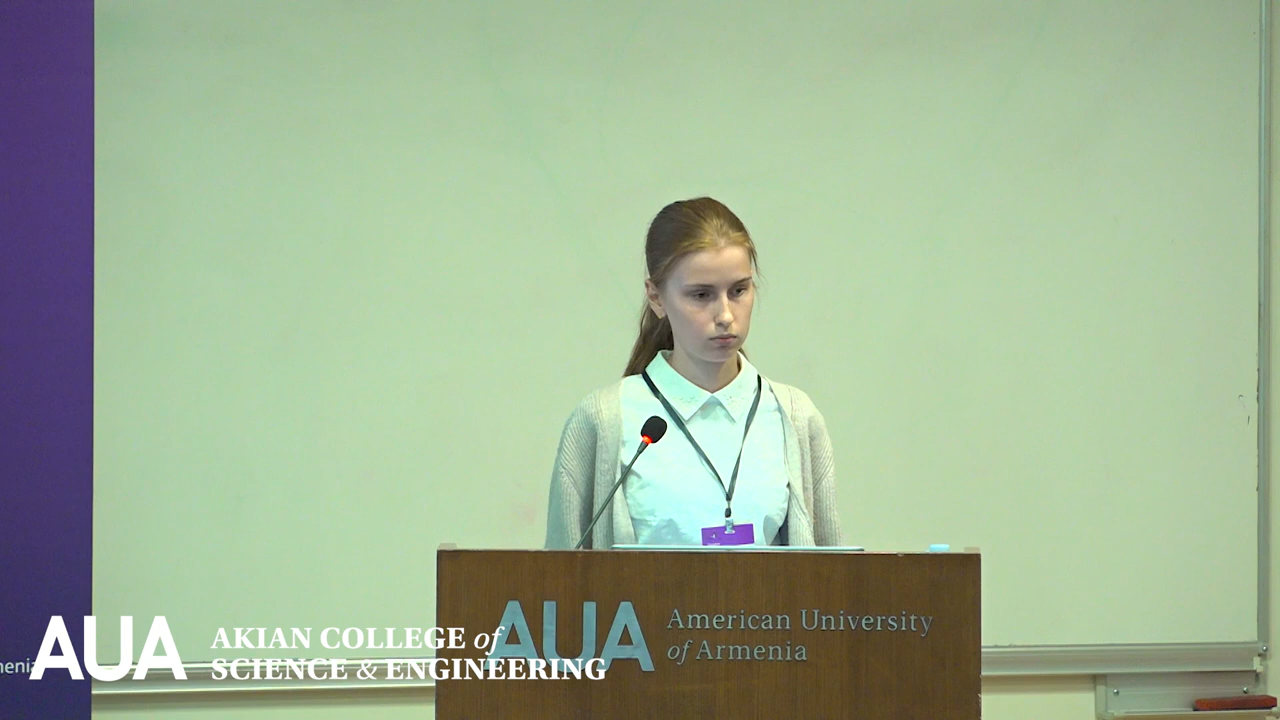 AUA
American University
of Armenia
AUA
AKIAN COLLEGE of
SCIENCE & ENGINEERING